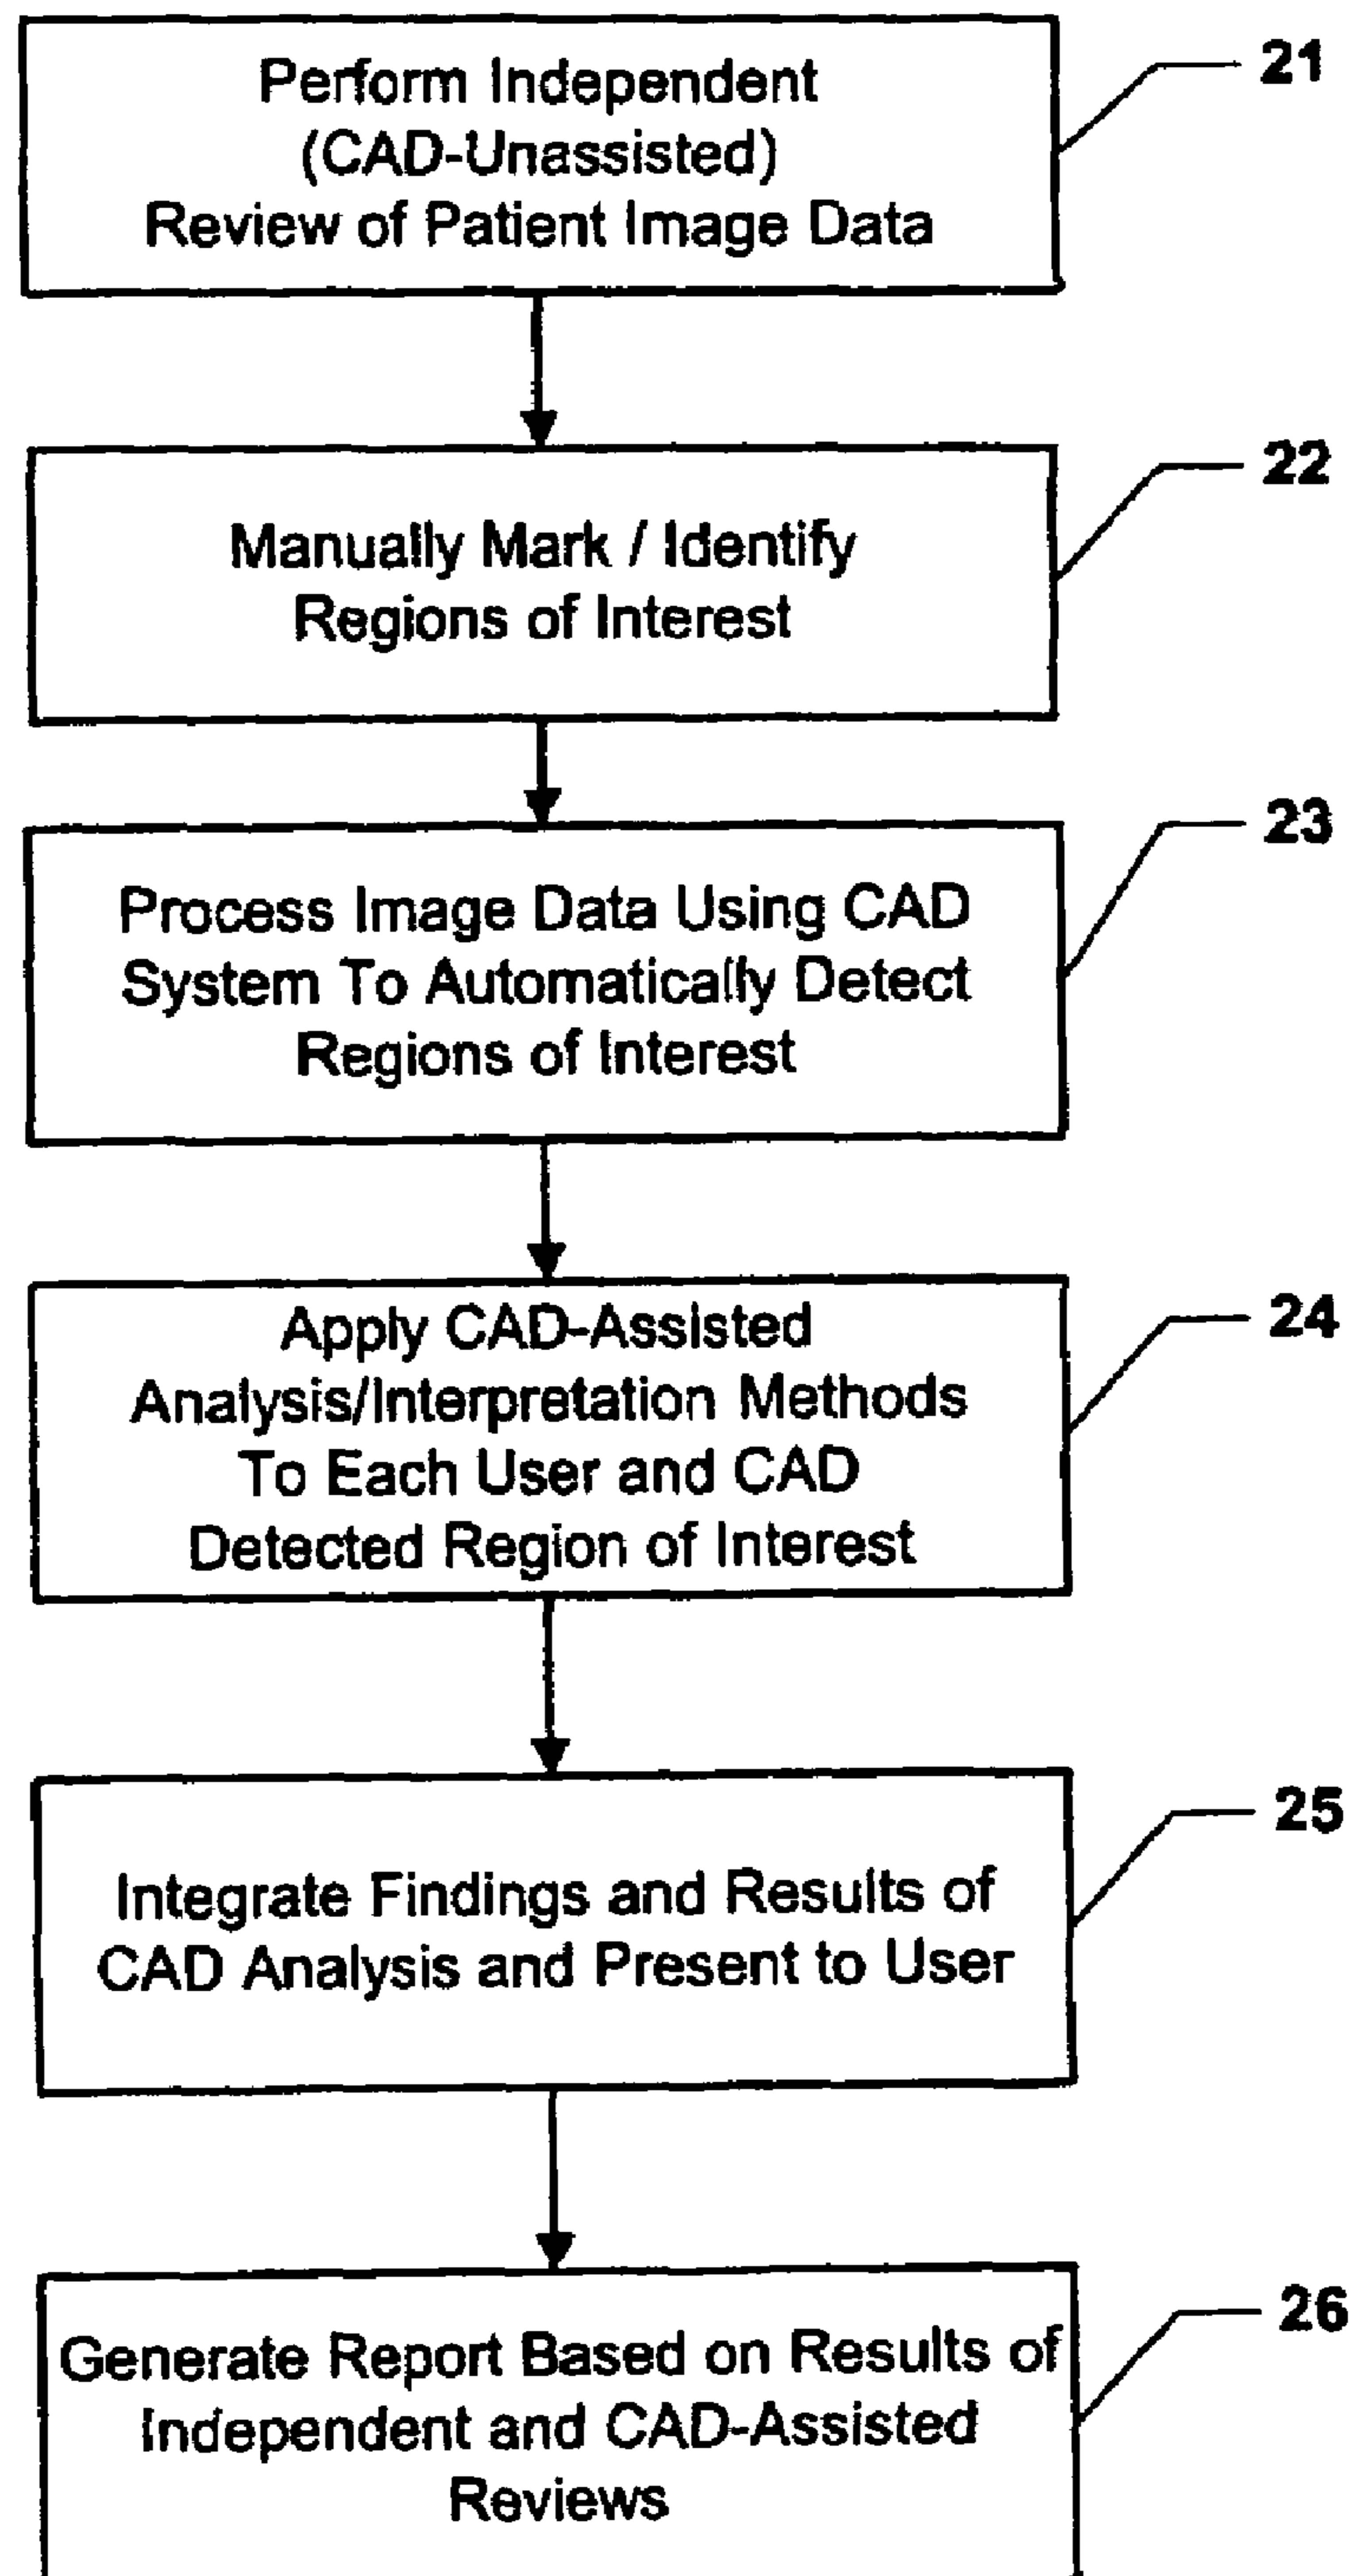 Perform Independent
(CAD-Unassisted)
Review of Patient Image Data
21
Manually Mark / Identify
Regions of Interest
22
Process Image Data Using CAD
System To Automatically Detect
Regions of Interest
23
Apply CAD-Assisted
Analysis/Interpretation Methods
To Each User and CAD
Detected Region of Interest
24
Integrate Findings and Results of
CAD Analysis and Present to User
25
Generate Report Based on Results of
Independent and CAD-Assisted
Reviews
26